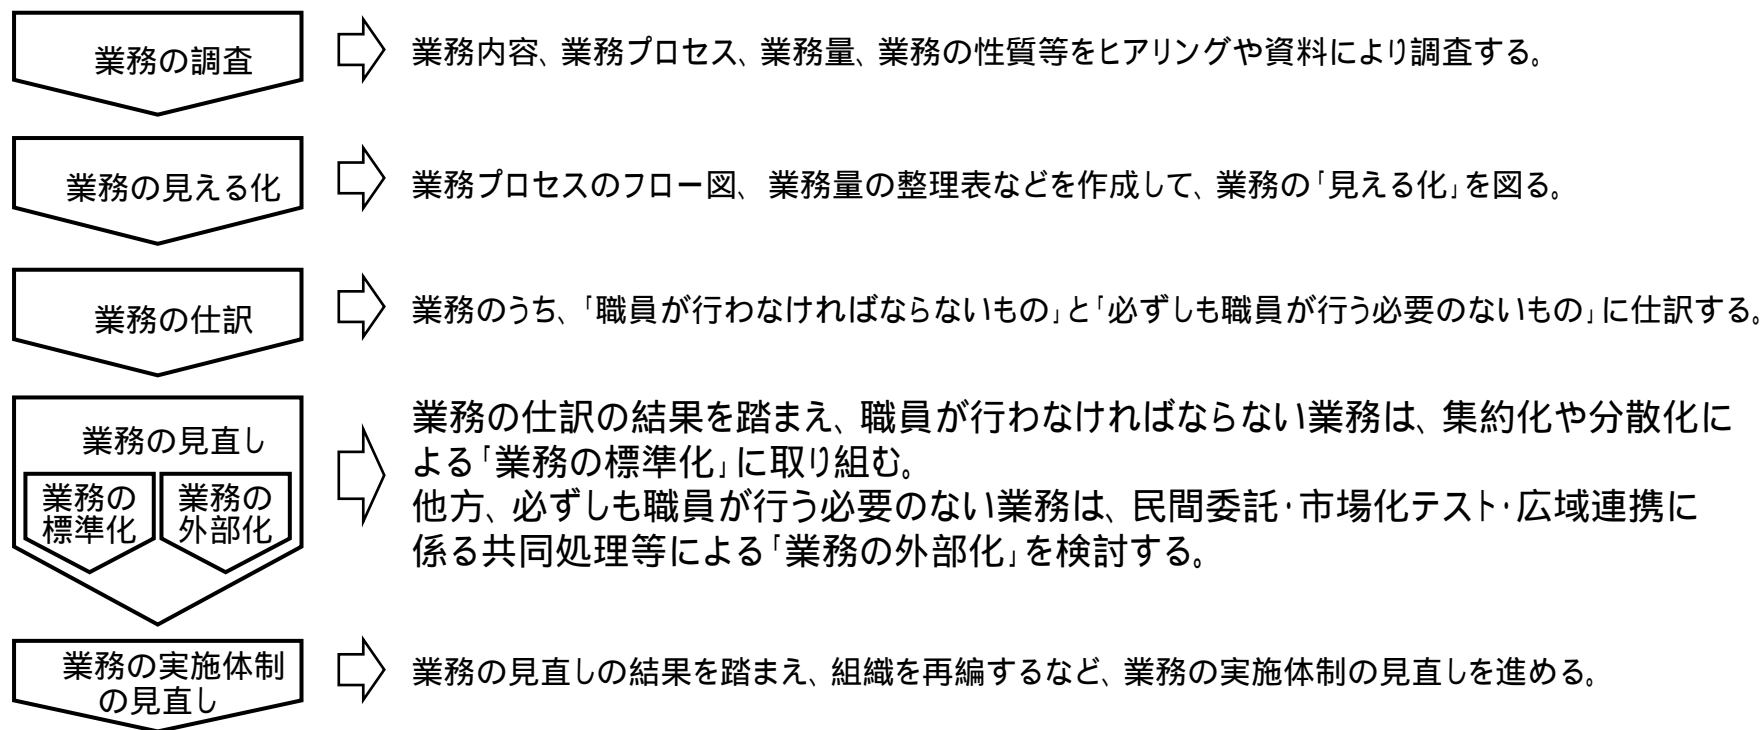 業務の調査
業務内容、業務プロセス、業務量、業務の性質等をヒアリングや資料により調査する。
業務の見える化
業務プロセスのフロー図、業務量の整理表などを作成して、業務の「見える化」を図る。
業務の仕訳
業務のうち、「職員が行わなければならないもの」と「必ずしも職員が行う必要のないもの」に仕訳する。
業務の見直し
業務の
標準化
業務の
外部化
業務の仕訳の結果を踏まえ、職員が行わなければならない業務は、集約化や分散化に
よる「業務の標準化」に取り組む。
他方、必ずしも職員が行う必要のない業務は、民間委託・市場化テスト・広域連携に
係る共同処理等による「業務の外部化」を検討する。
業務の実施体制
の見直し
業務の見直しの結果を踏まえ、組織を再編するなど、業務の実施体制の見直しを進める。